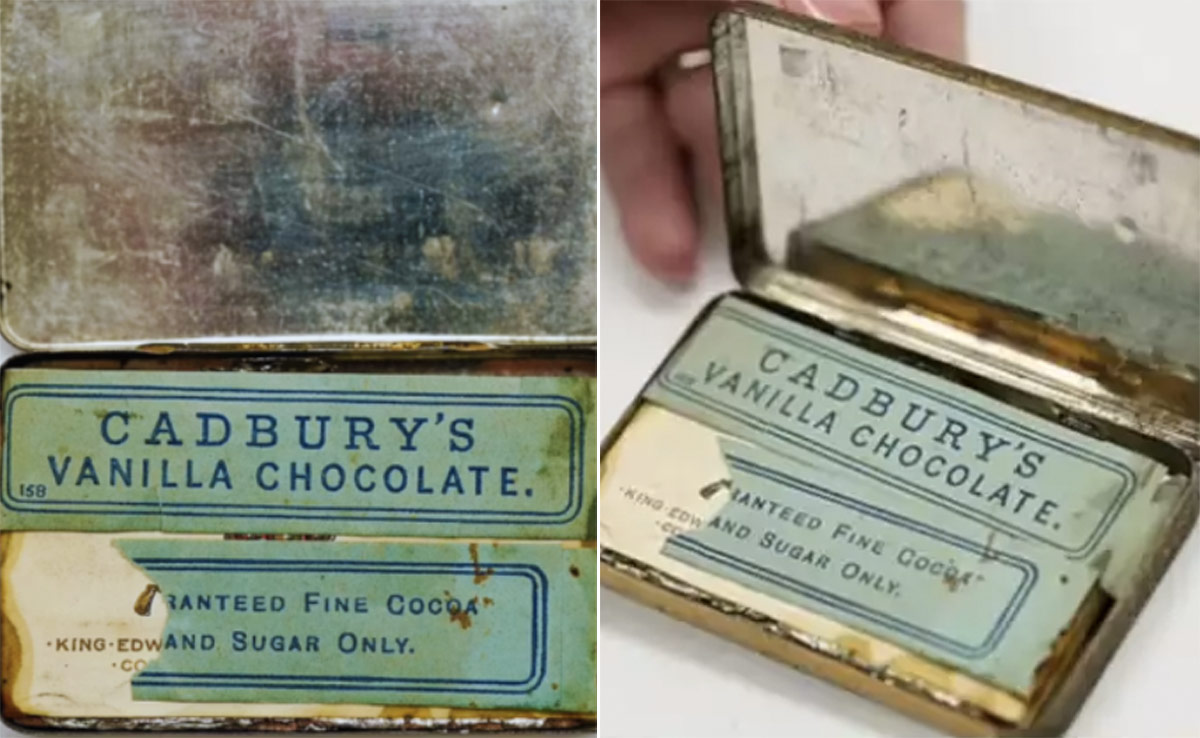 CADBURY'S
VANILLA CHOCOLATE.
158
RANTEED FINE COCOA
·KING·EDW AND SUGAR ONLY.
·CO
CADBURY'S
VANILLA CHOCOLATE.
RANTEED FINE COCOA
·KING·EDW AND SUGAR ONLY.